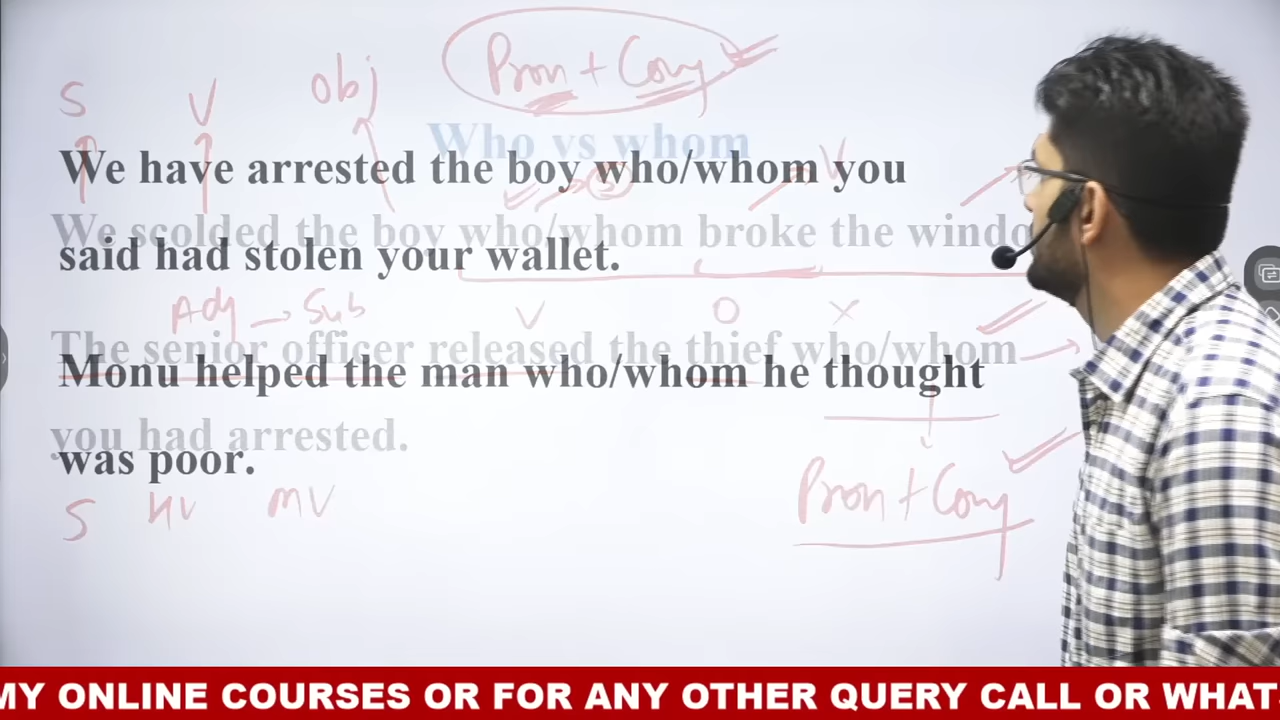 Pron + Conj
S V Obj
Who vs whom
We have arrested the boy who/whom you
V
(S)
We scolded the boy who/whom broke the windo
said had stolen your wallet.
Adj → Sub V O X
The senior officer released the thief who/whom
Monu helped the man who/whom he thought
you had arrested.
was poor.
S HV MV
Pron + Conj
MY ONLINE COURSES OR FOR ANY OTHER QUERY CALL OR WHAT